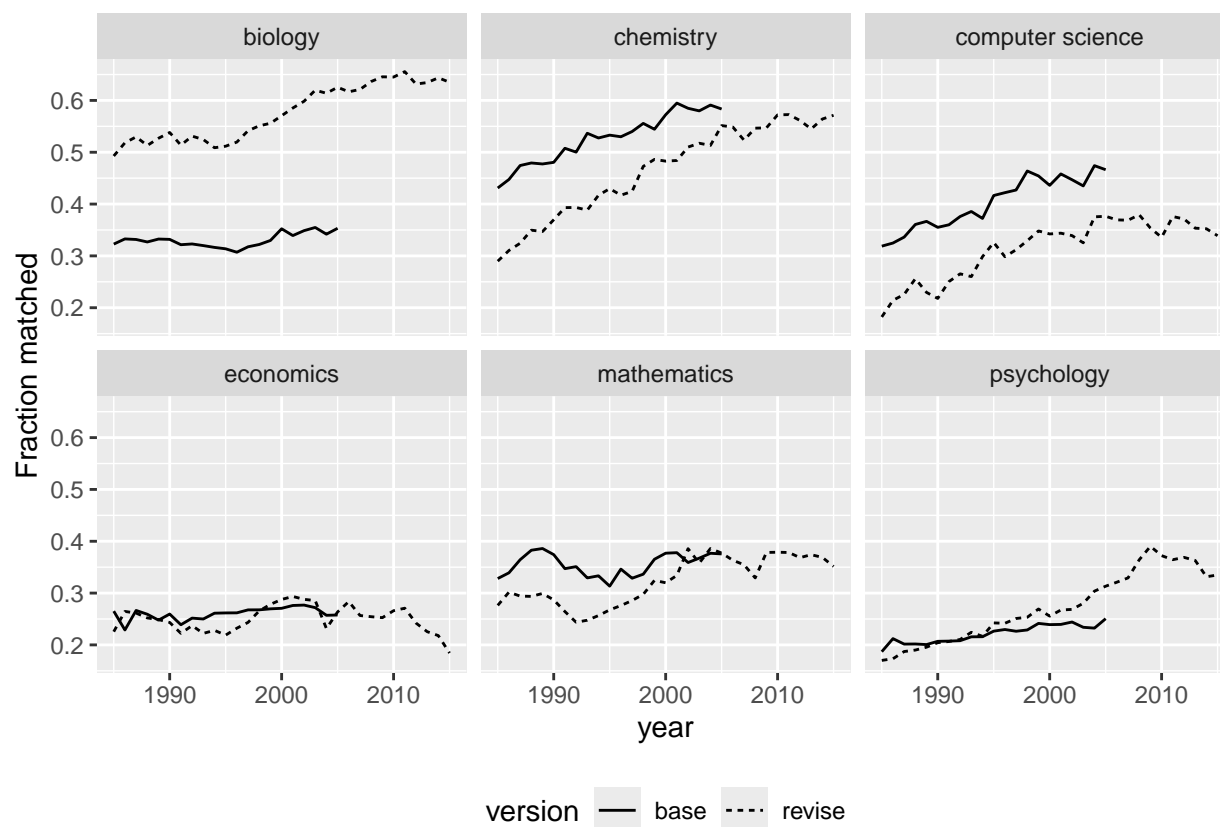 biology chemistry computer science
0.6
0.5
0.4
0.3
0.2
economics mathematics psychology
0.6
0.5
0.4
0.3
0.2
Fraction matched
1990 2000 2010 1990 2000 2010 1990 2000 2010
year
version base revise